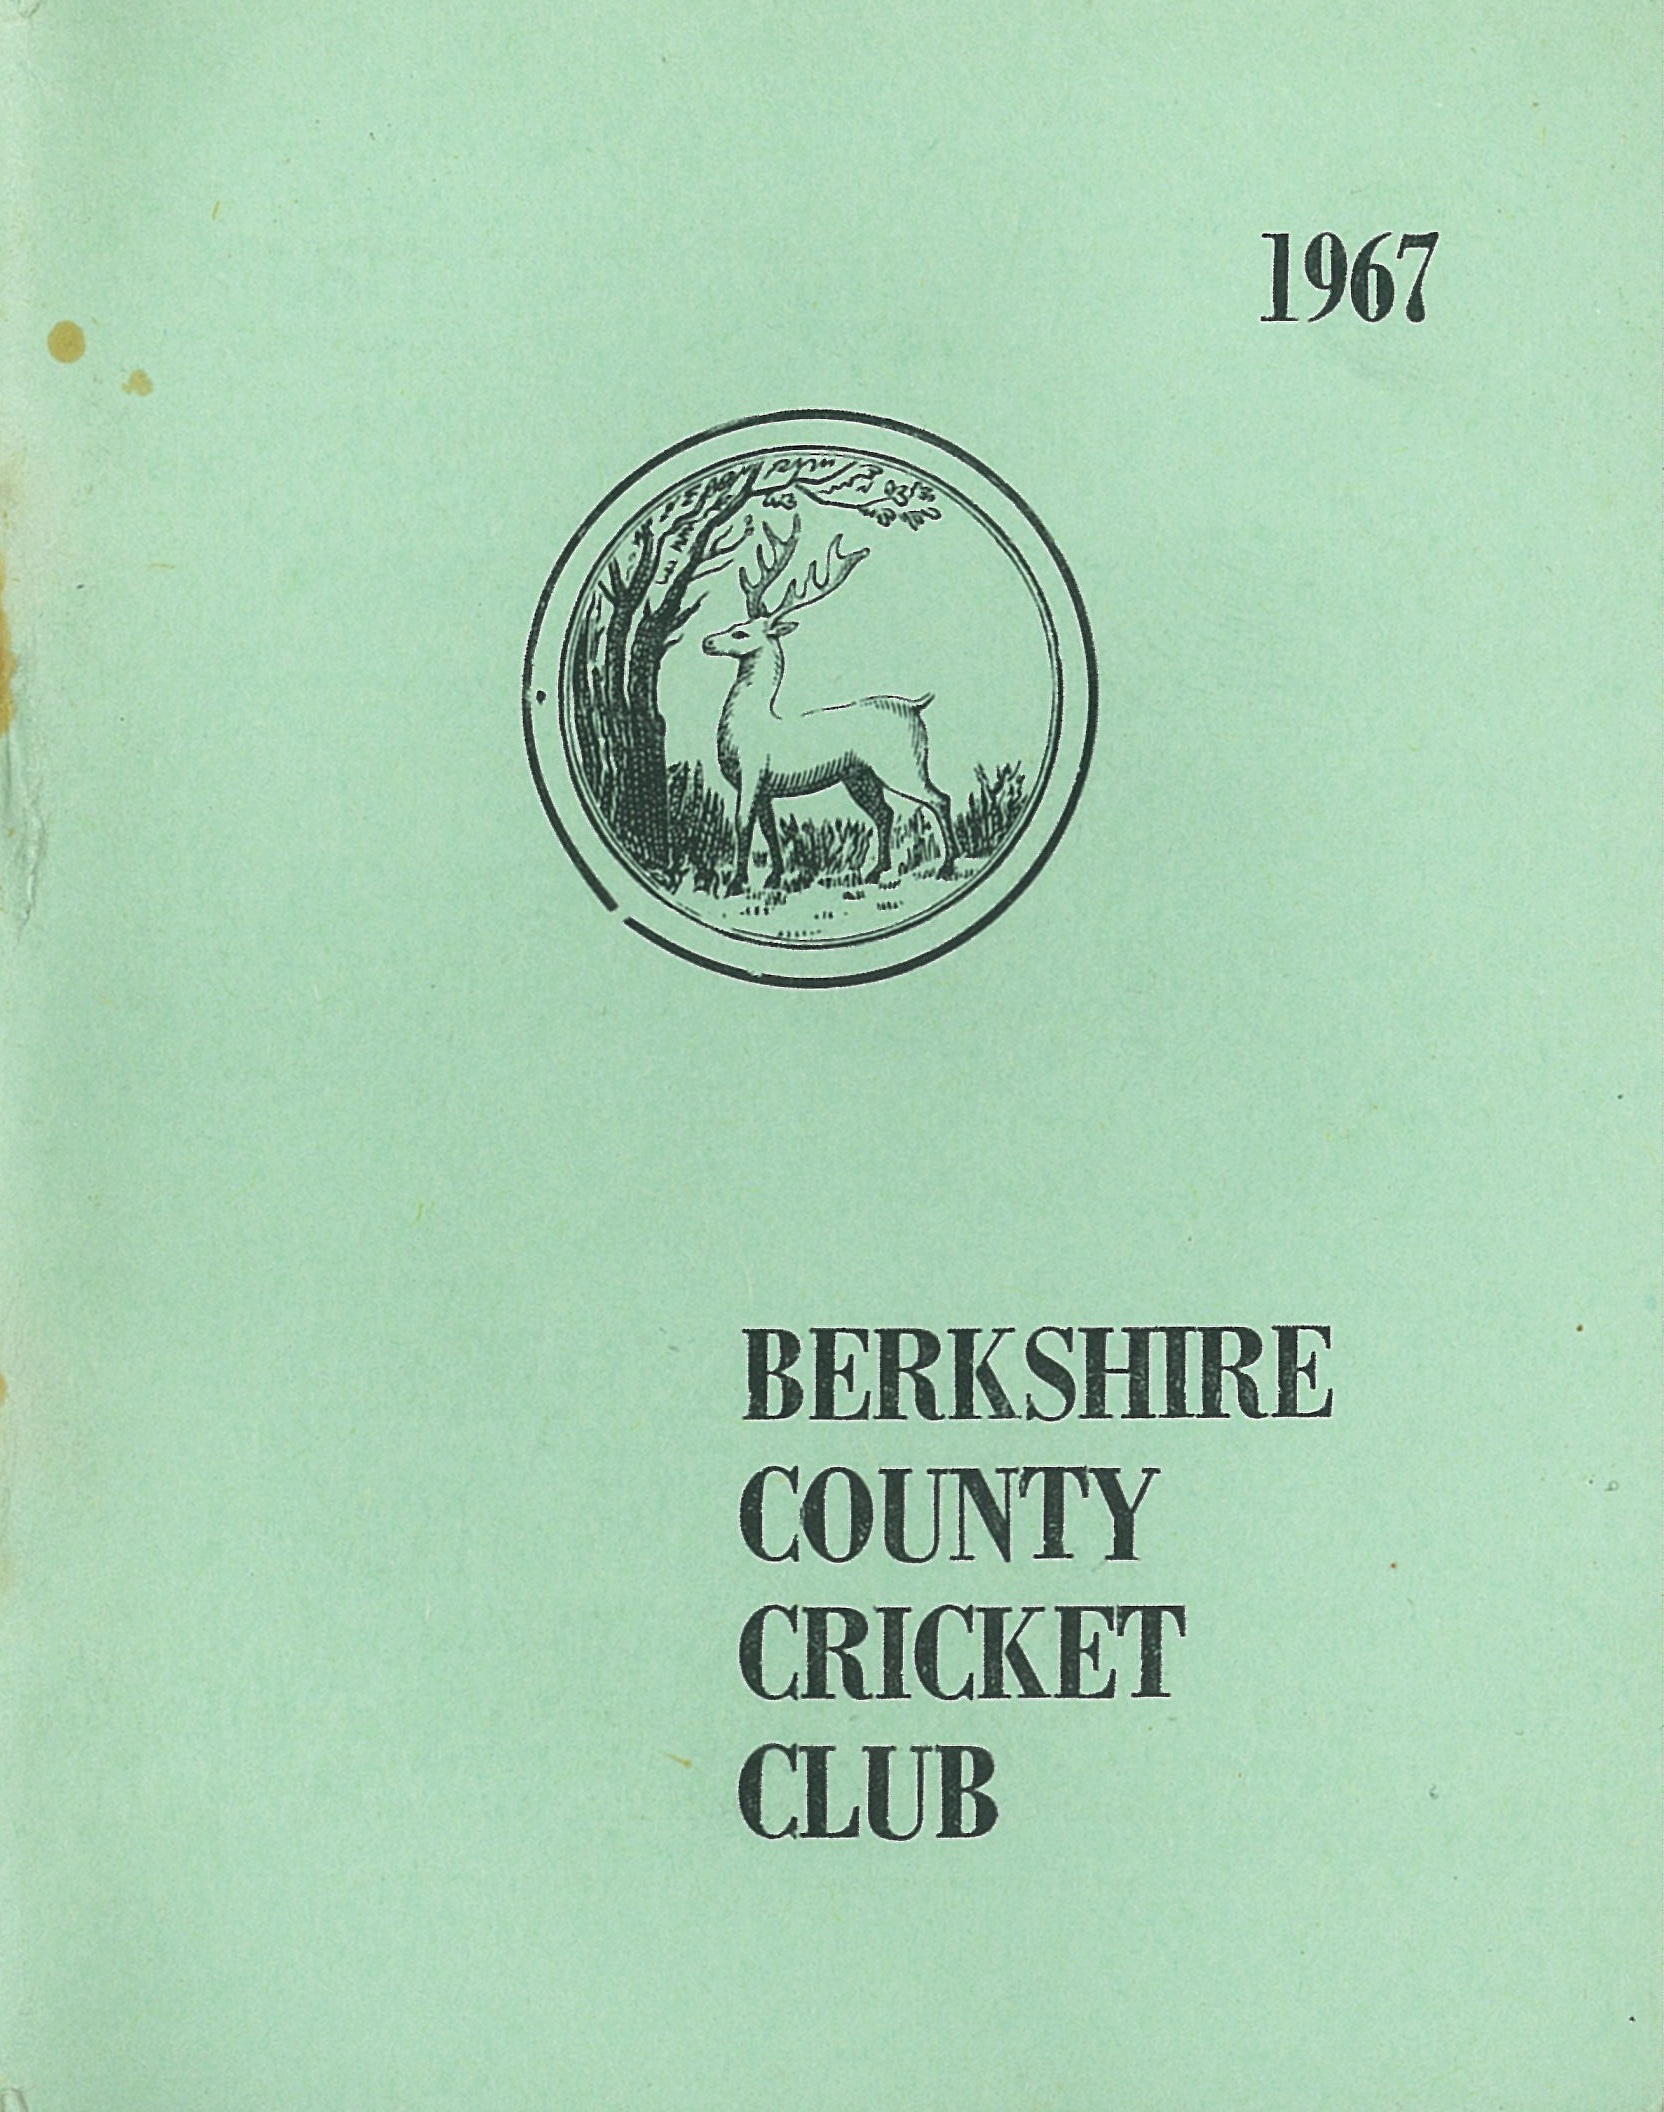 1967
BERKSHIRE
COUNTY
CRICKET
CLUB